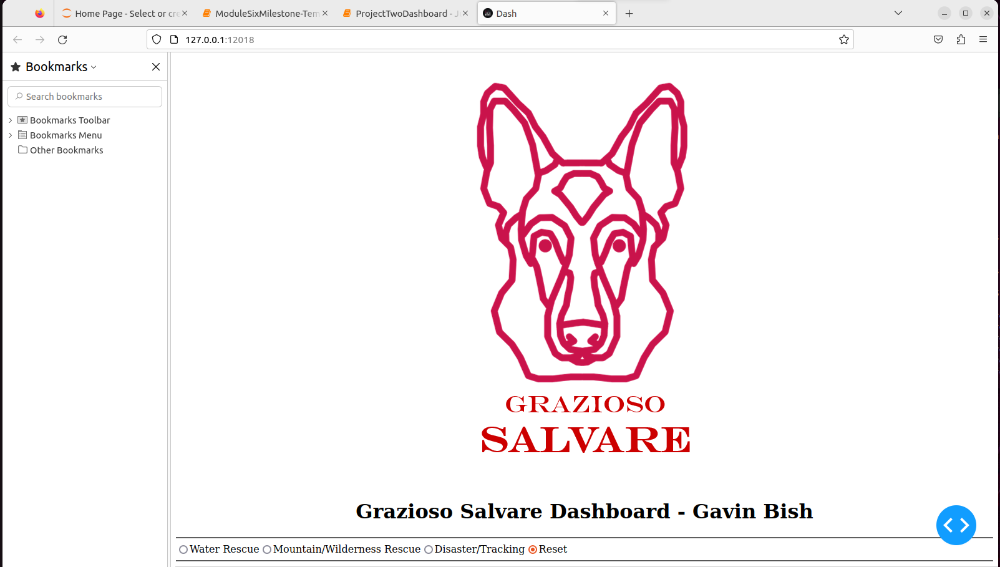 Home Page - Select or cre
ModuleSixMilestone-Tem
ProjectTwoDashboard - J
Dash
127.0.0.1:12018
Bookmarks
Search bookmarks
Bookmarks Toolbar
Bookmarks Menu
Other Bookmarks
GRAZIOSO
SALVARE
Grazioso Salvare Dashboard - Gavin Bish
Water Rescue Mountain/Wilderness Rescue Disaster/Tracking Reset